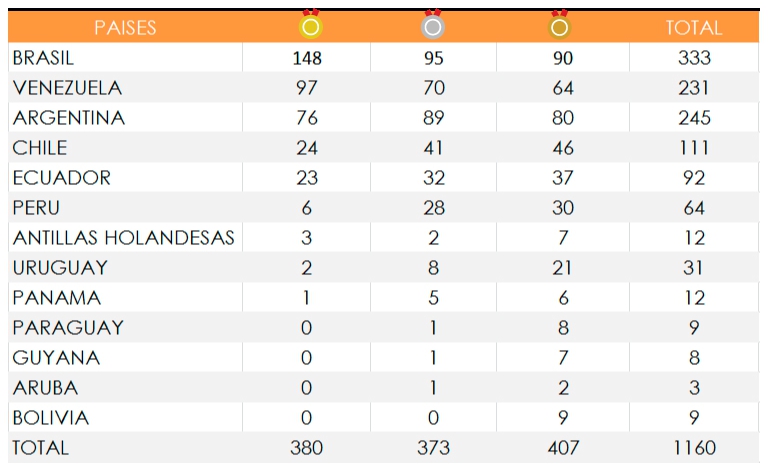 PAISES TOTAL
BRASIL 148 95 90 333
VENEZUELA 97 70 64 231
ARGENTINA 76 89 80 245
CHILE 24 41 46 111
ECUADOR 23 32 37 92
PERU 6 28 30 64
ANTILLAS HOLANDESAS 3 2 7 12
URUGUAY 2 8 21 31
PANAMA 1 5 6 12
PARAGUAY 0 1 8 9
GUYANA 0 1 7 8
ARUBA 0 1 2 3
BOLIVIA 0 0 9 9
TOTAL 380 373 407 1160